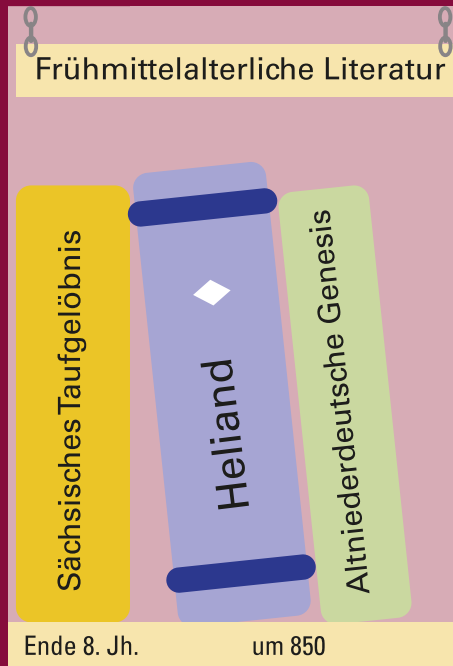 Frühmittelalterliche Literatur
Sächsisches Taufgelöbnis
Heliand
Altniederdeutsche Genesis
Ende 8. Jh.
um 850